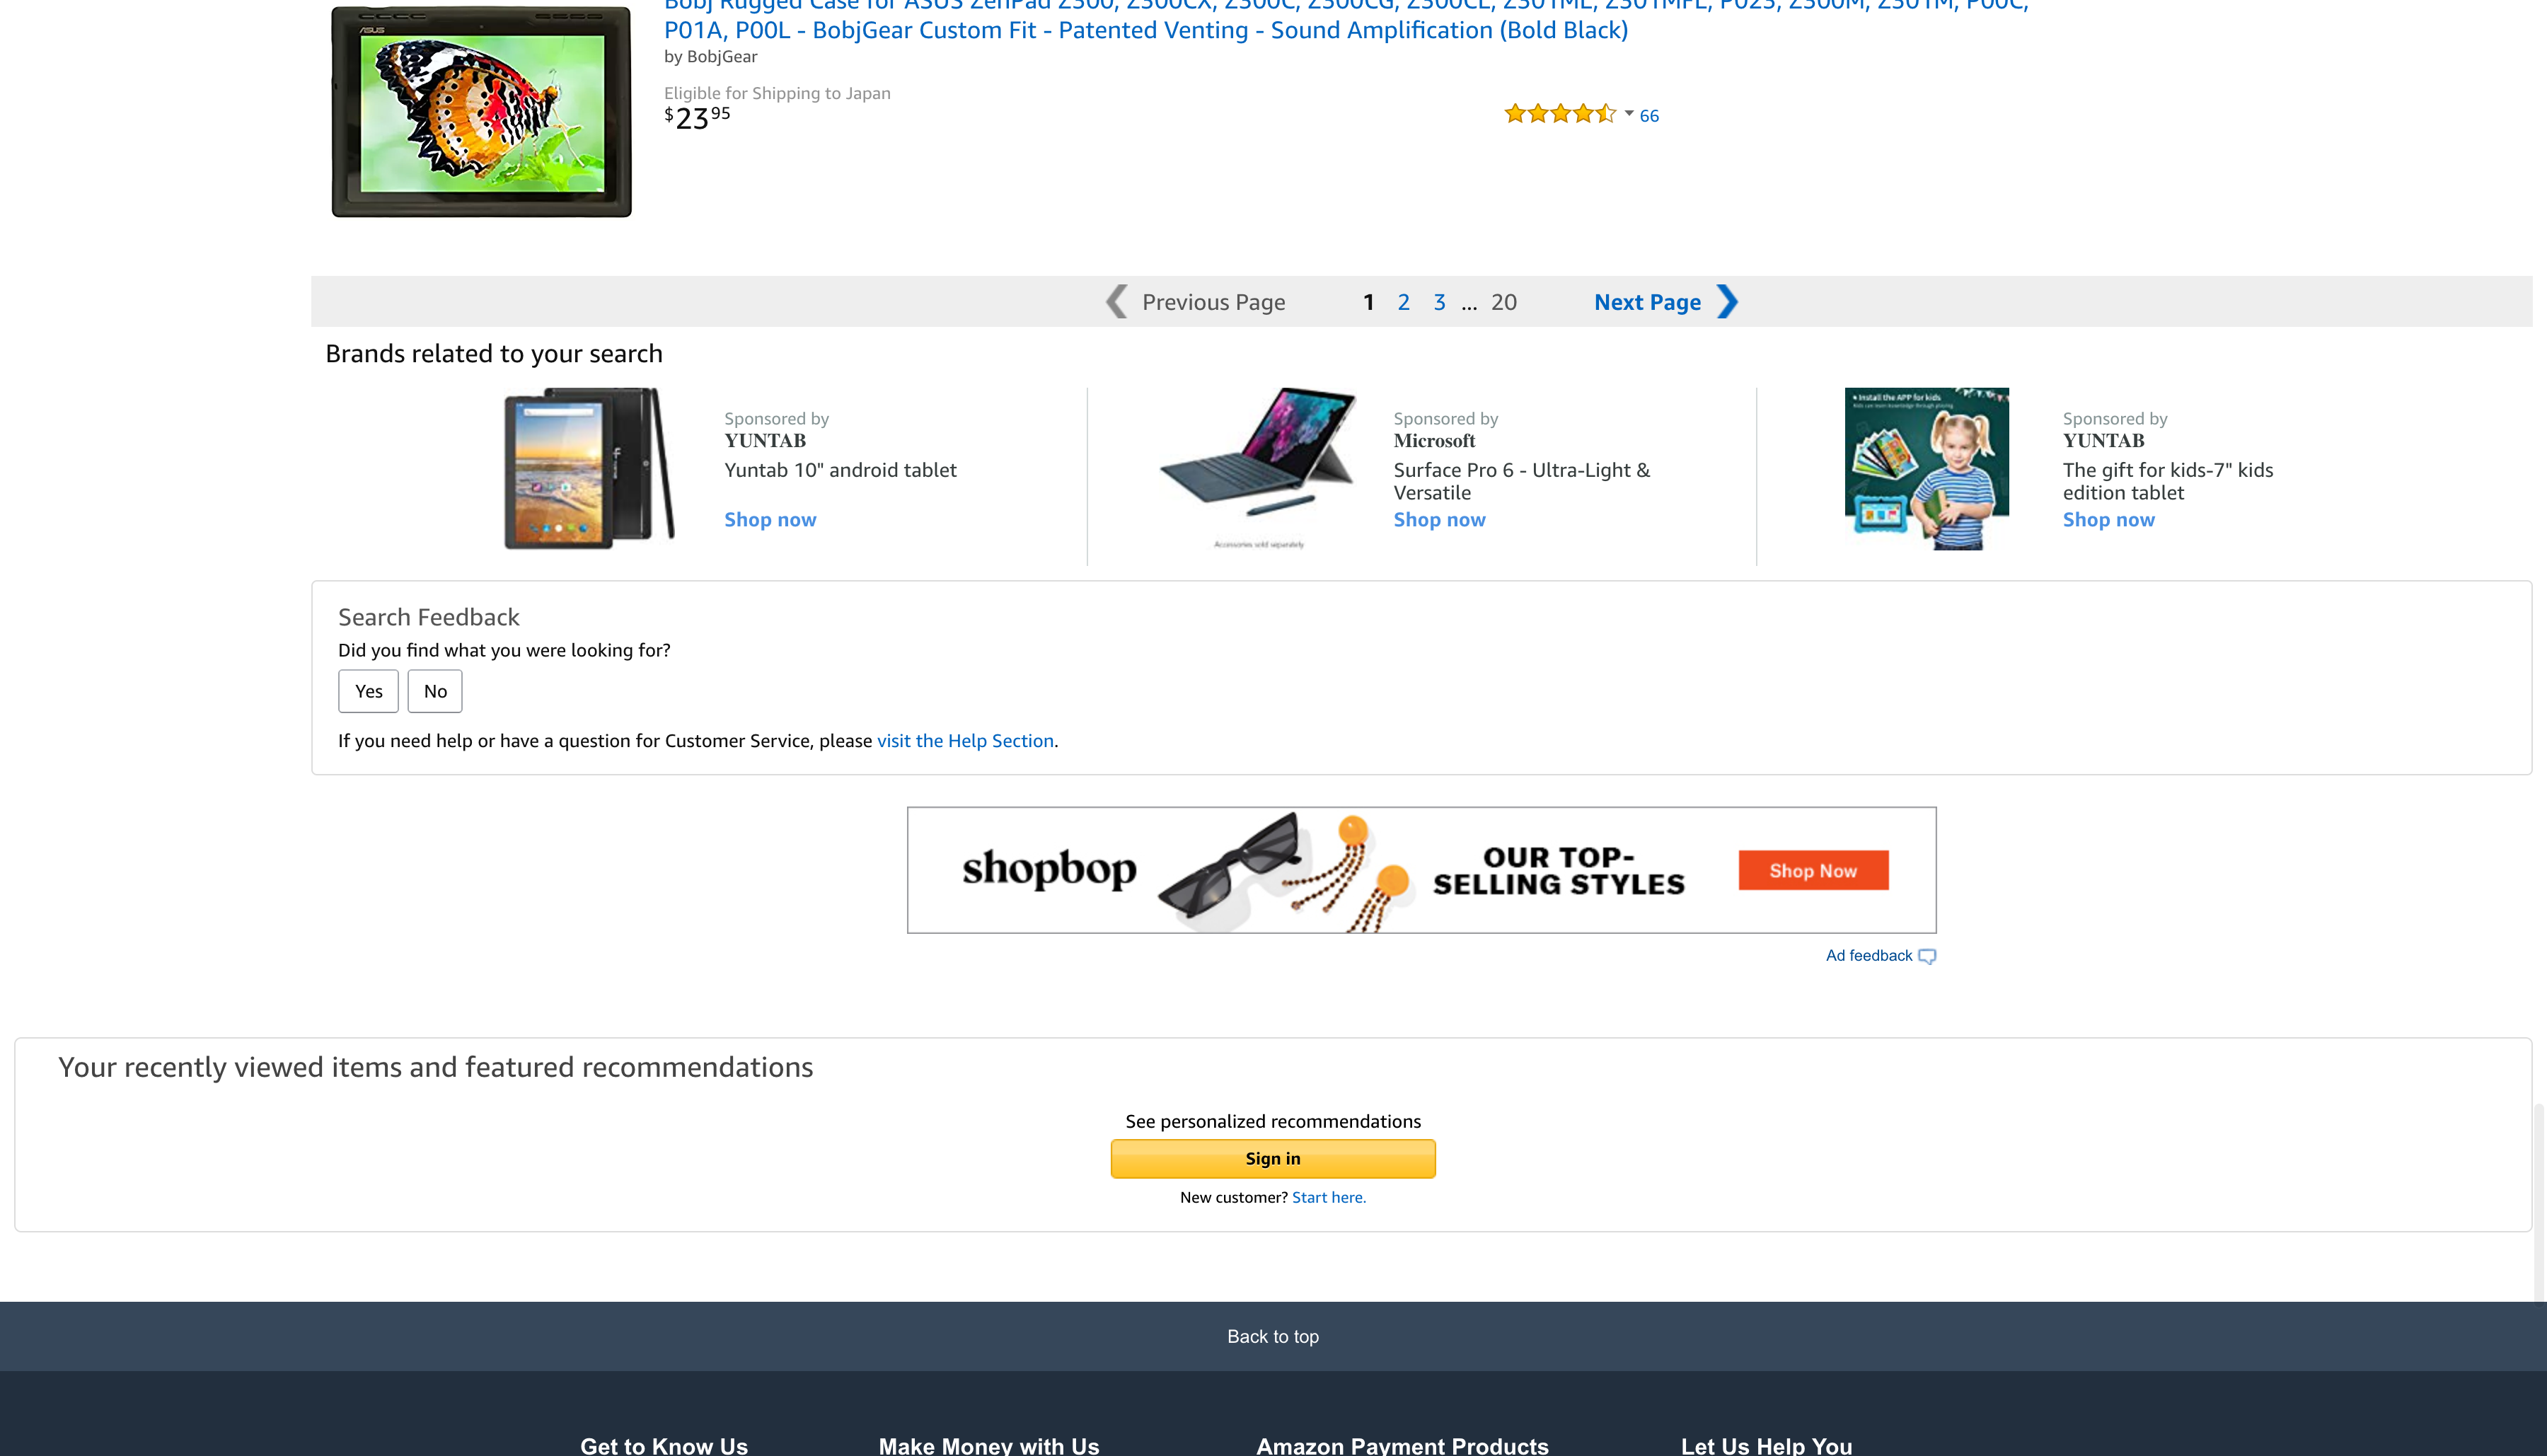 Bobj Rugged Case for ASUS ZenPad Z300, Z300CX, Z300C, Z300CG, Z300CL, Z301ML, Z301MFL, P023, Z300M, Z301M, P00C,
P01A, P00L - BobjGear Custom Fit - Patented Venting - Sound Amplification (Bold Black)
by BobjGear
Eligible for Shipping to Japan
$23 95
66
ASUS
Previous Page 1 2 3 ... 20 Next Page
Brands related to your search
Sponsored by
YUNTAB
Yuntab 10" android tablet
Shop now
Accessories sold separately
Sponsored by
Microsoft
Surface Pro 6 - Ultra-Light &
Versatile
Shop now
Install the APP for kids
Kids can learn knowledge through playing
Sponsored by
YUNTAB
The gift for kids-7" kids
edition tablet
Shop now
Search Feedback
Did you find what you were looking for?
Yes No
If you need help or have a question for Customer Service, please visit the Help Section.
shopbop
OUR TOP-
SELLING STYLES
Shop Now
Ad feedback
Your recently viewed items and featured recommendations
See personalized recommendations
Sign in
New customer? Start here.
Back to top
Get to Know Us Make Money with Us Amazon Payment Products Let Us Help You